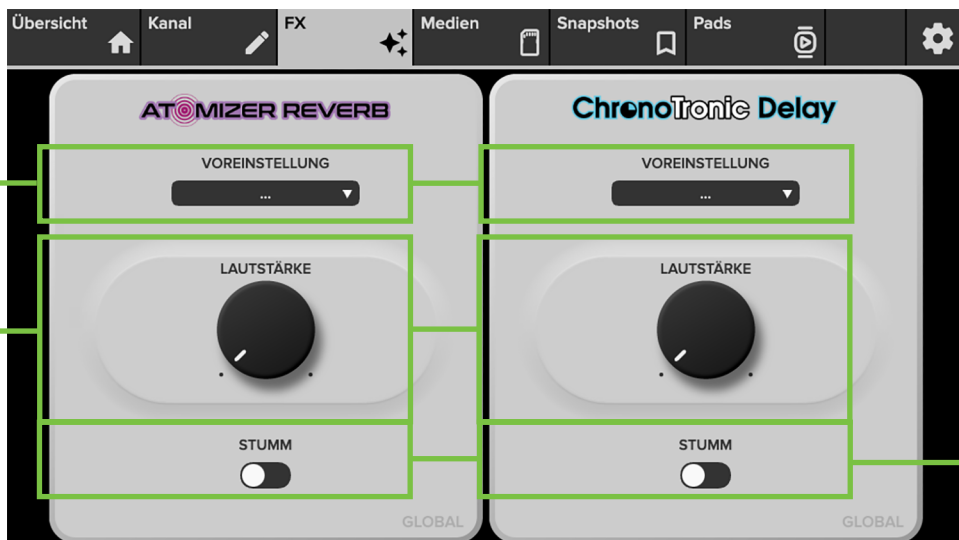 Übersicht
Kanal
FX
Medien
Snapshots
Pads
ATOMIZER REVERB
VOREINSTELLUNG
...
LAUTSTÄRKE
STUMM
GLOBAL
ChronoTronic Delay
VOREINSTELLUNG
...
LAUTSTÄRKE
STUMM
GLOBAL